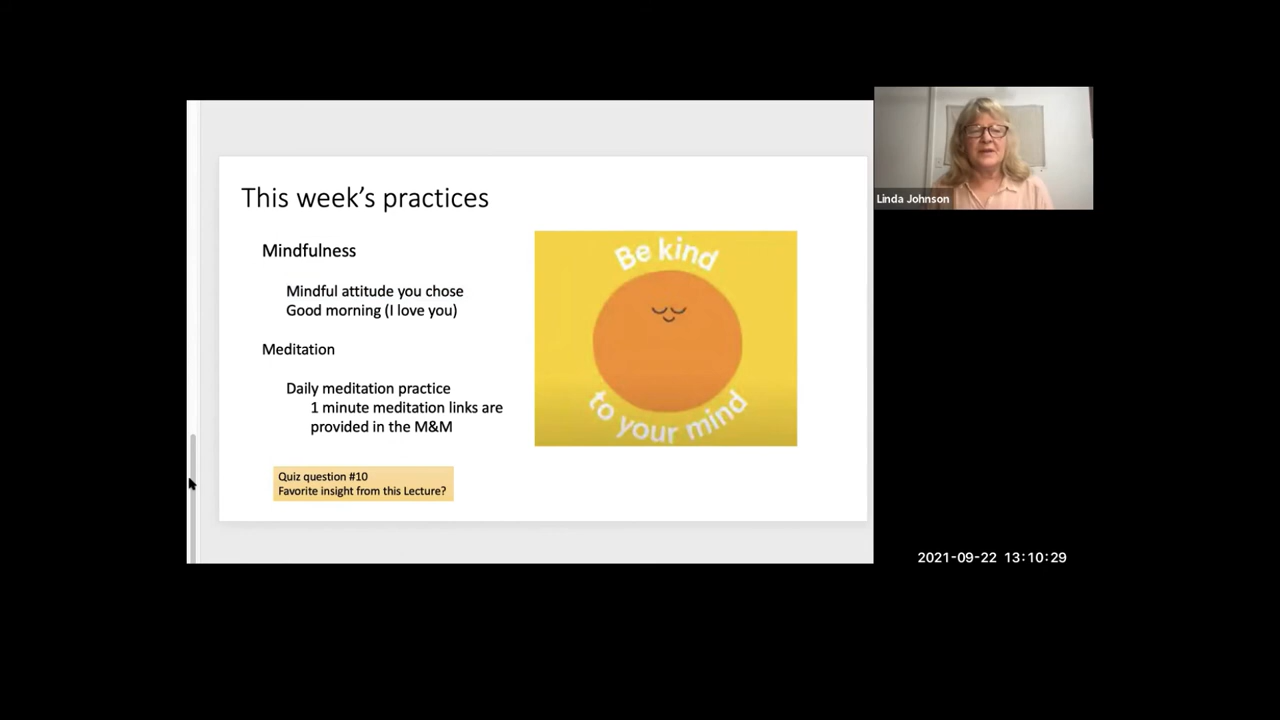 This week's practices
Mindfulness
Mindful attitude you chose
Good morning (I love you)
Meditation
Daily meditation practice
1 minute meditation links are
provided in the M&M
Quiz question #10
Favorite insight from this Lecture?
Be kind
to your mind
Linda Johnson
2021-09-22 13:10:29